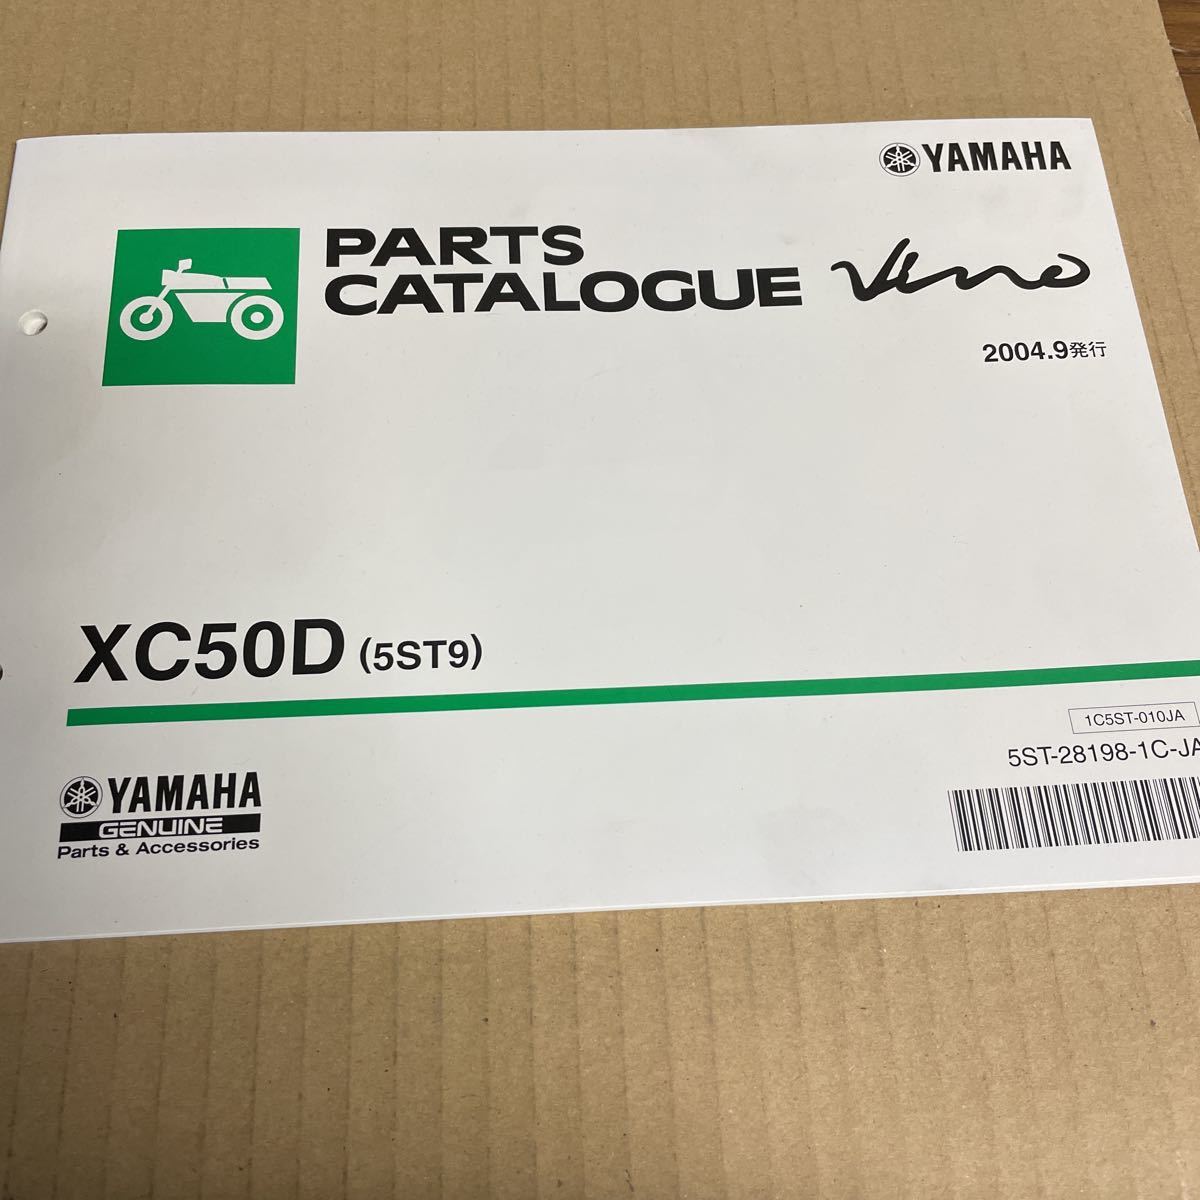 YAMAHA
PARTS
CATALOGUE
Vino
2004.9発行
XC50D (5ST9)
1C5ST-010JA
5ST-28198-1C-JA
YAMAHA
GENUINE
Parts & Accessories